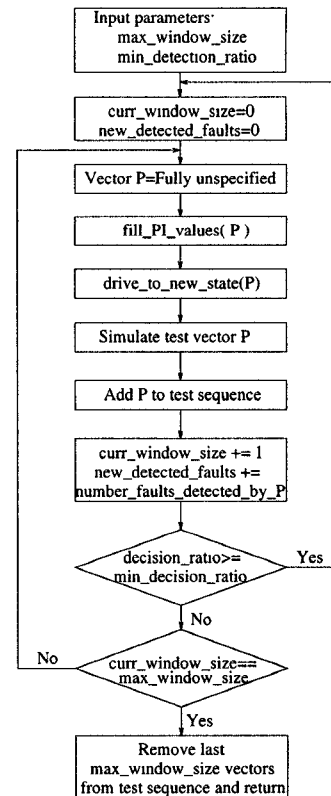 Input parameters:
max_window_size
min_detection_ratio
curr_window_size=0
new_detected_faults=0
Vector P=Fully unspecified
fill_PI_values( P )
drive_to_new_state(P)
Simulate test vector P
Add P to test sequence
curr_window_size += 1
new_detected_faults +=
number_faults_detected_by_P
decision_ratio>=
min_decision_ratio
Yes
No
No
curr_window_size==
max_window_size
Yes
Remove last
max_window_size vectors
from test sequence and return